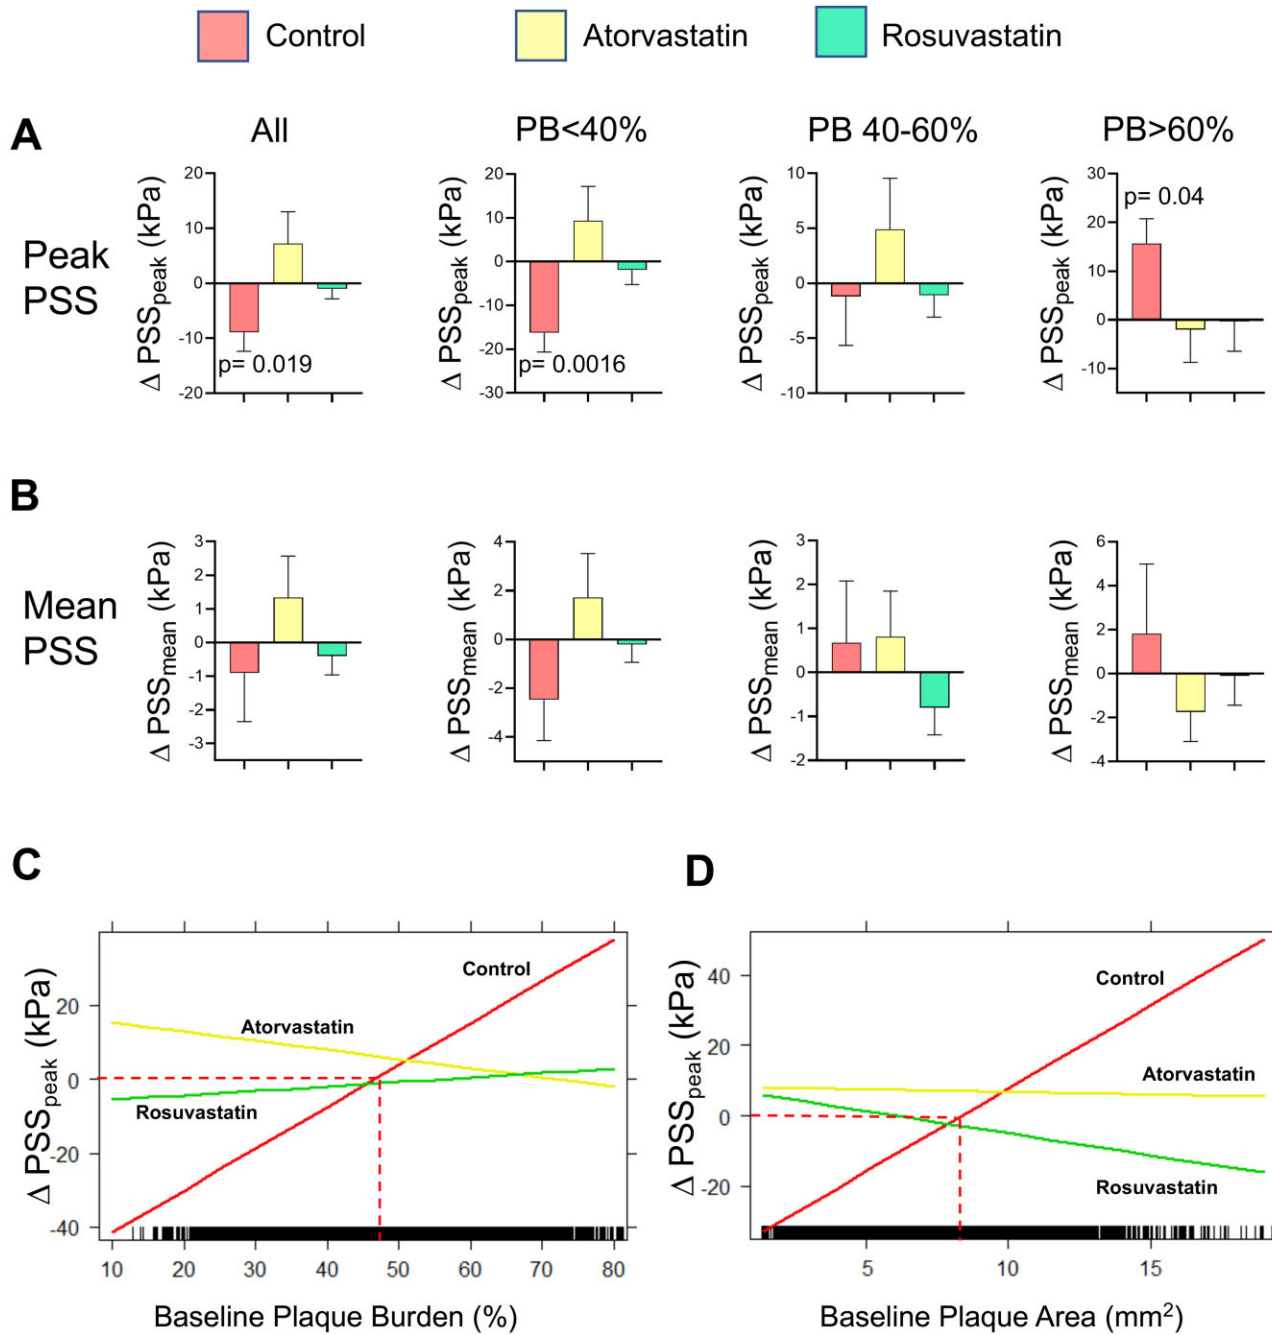 Control Atorvastatin Rosuvastatin
A All PB<40% PB 40-60% PB>60%
Peak
PSS
Δ PSSpeak (kPa)
20
10
0
-10
-20
p= 0.019
Δ PSSpeak (kPa)
20
10
0
-10
-20
-30
p= 0.0016
Δ PSSpeak (kPa)
10
5
0
-5
-10
Δ PSSpeak (kPa)
30
20
10
0
-10
p= 0.04
B
Mean
PSS
Δ PSSmean (kPa)
3
2
1
0
-1
-2
-3
Δ PSSmean (kPa)
4
2
0
-2
-4
Δ PSSmean (kPa)
3
2
1
0
-1
-2
Δ PSSmean (kPa)
6
4
2
0
-2
-4
C
Δ PSSpeak (kPa)
20
0
-20
-40
Control
Atorvastatin
Rosuvastatin
10 20 30 40 50 60 70 80
Baseline Plaque Burden (%)
D
Δ PSSpeak (kPa)
40
20
0
-20
Control
Atorvastatin
Rosuvastatin
5 10 15
Baseline Plaque Area (mm²)